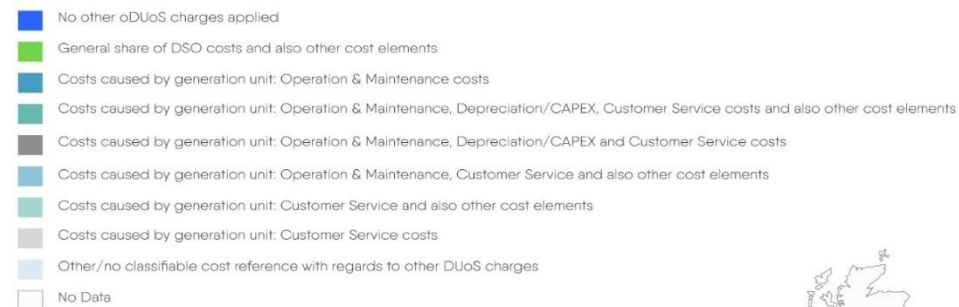 No other oDUoS charges applied
General share of DSO costs and also other cost elements
Costs caused by generation unit: Operation & Maintenance costs
Costs caused by generation unit: Operation & Maintenance, Depreciation/CAPEX, Customer Service costs and also other cost elements
Costs caused by generation unit: Operation & Maintenance, Depreciation/CAPEX and Customer Service costs
Costs caused by generation unit: Operation & Maintenance, Customer Service and also other cost elements
Costs caused by generation unit: Customer Service and also other cost elements
Costs caused by generation unit: Customer Service costs
Other/no classifiable cost reference with regards to other DUoS charges
No Data